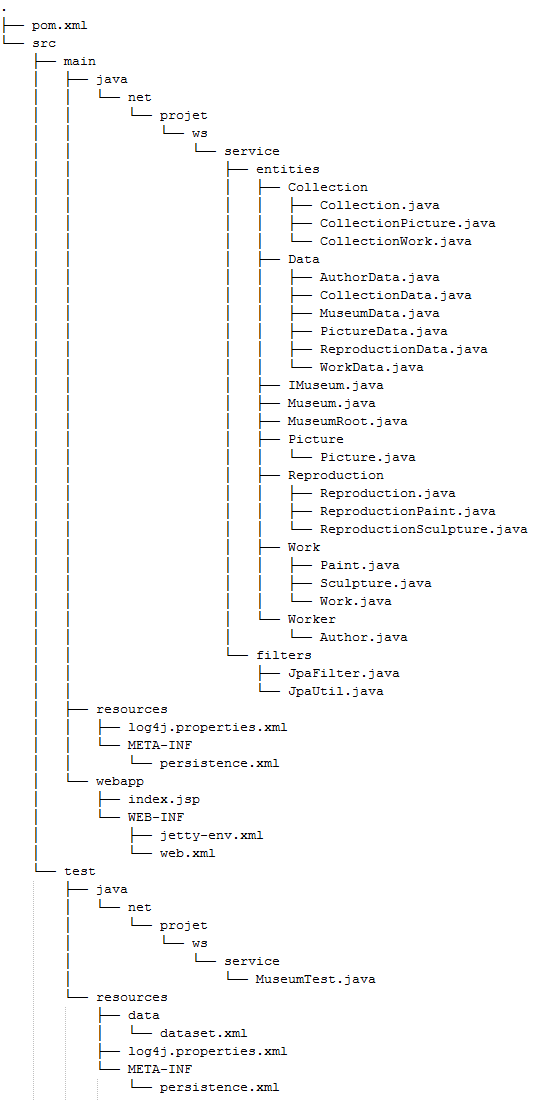 .
├── pom.xml
└── src
    ├── main
    │   ├── java
    │   │   └── net
    │   │       └── projet
    │   │           └── ws
    │   │               └── service
    │   │                   ├── entities
    │   │                   │   ├── Collection
    │   │                   │   │   ├── Collection.java
    │   │                   │   │   ├── CollectionPicture.java
    │   │                   │   │   └── CollectionWork.java
    │   │                   │   ├── Data
    │   │                   │   │   ├── AuthorData.java
    │   │                   │   │   ├── CollectionData.java
    │   │                   │   │   ├── MuseumData.java
    │   │                   │   │   ├── PictureData.java
    │   │                   │   │   ├── ReproductionData.java
    │   │                   │   │   └── WorkData.java
    │   │                   │   ├── IMuseum.java
    │   │                   │   ├── Museum.java
    │   │                   │   ├── MuseumRoot.java
    │   │                   │   ├── Picture
    │   │                   │   │   └── Picture.java
    │   │                   │   ├── Reproduction
    │   │                   │   │   ├── Reproduction.java
    │   │                   │   │   ├── ReproductionPaint.java
    │   │                   │   │   └── ReproductionSculpture.java
    │   │                   │   ├── Work
    │   │                   │   │   ├── Paint.java
    │   │                   │   │   ├── Sculpture.java
    │   │                   │   │   └── Work.java
    │   │                   │   └── Worker
    │   │                   │       └── Author.java
    │   │                   └── filters
    │   │                       ├── JpaFilter.java
    │   │                       └── JpaUtil.java
    │   ├── resources
    │   │   ├── log4j.properties.xml
    │   │   └── META-INF
    │   │       └── persistence.xml
    │   └── webapp
    │       ├── index.jsp
    │       └── WEB-INF
    │           ├── jetty-env.xml
    │           └── web.xml
    └── test
        ├── java
        │   └── net
        │       └── projet
        │           └── ws
        │               └── service
        │                   └── MuseumTest.java
        └── resources
            ├── data
            │   └── dataset.xml
            ├── log4j.properties.xml
            └── META-INF
                └── persistence.xml